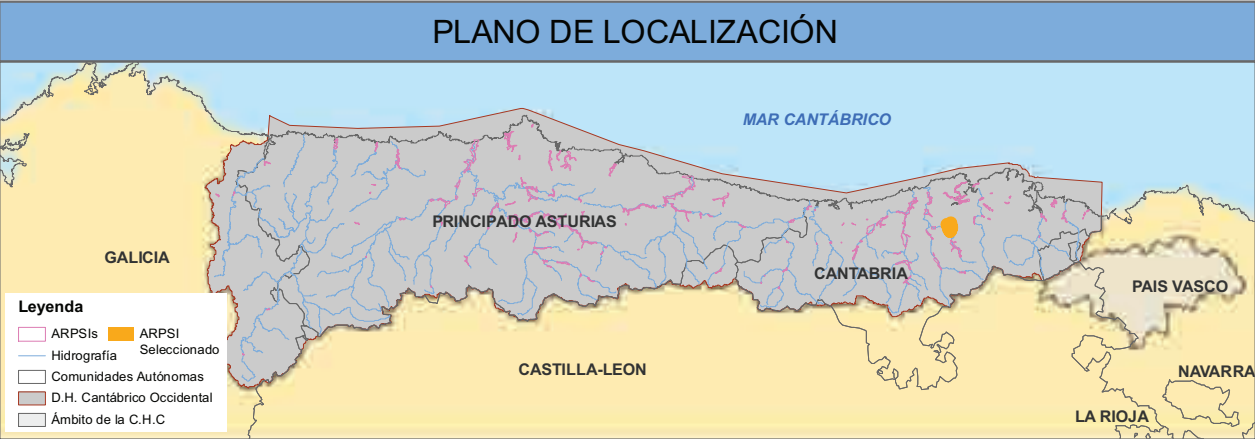 PLANO DE LOCALIZACIÓN
MAR CANTÁBRICO
PRINCIPADO ASTURIAS
GALICIA
CANTABRIA
PAIS VASCO
CASTILLA-LEON
NAVARRA
LA RIOJA
Leyenda
ARPSIs
ARPSI
Seleccionado
Hidrografía
Comunidades Autónomas
D.H. Cantábrico Occidental
Ámbito de la C.H.C